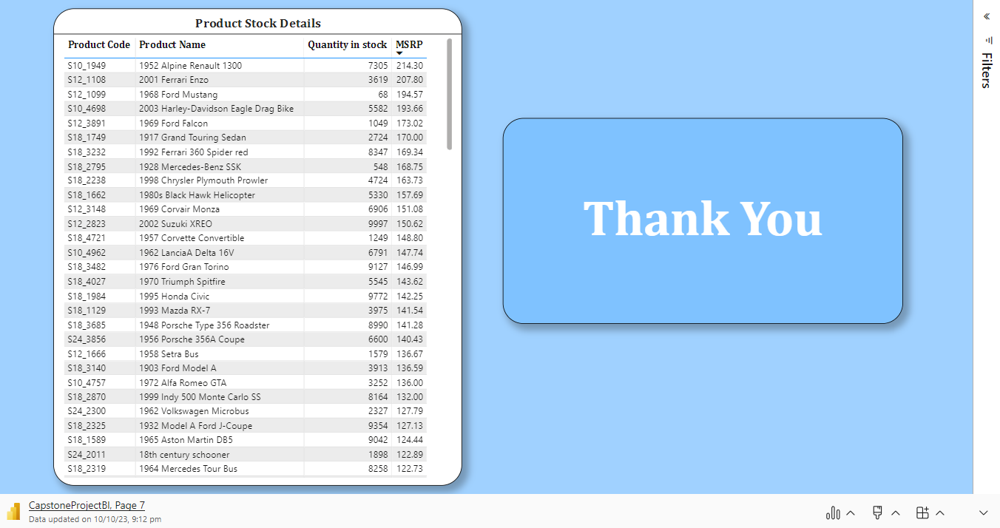 Product Stock Details
Product Code Product Name Quantity in stock MSRP
S10_1949 1952 Alpine Renault 1300 7305 214.30
S12_1108 2001 Ferrari Enzo 3619 207.80
S12_1099 1968 Ford Mustang 68 194.57
S10_4698 2003 Harley-Davidson Eagle Drag Bike 5582 193.66
S12_3891 1969 Ford Falcon 1049 173.02
S18_1749 1917 Grand Touring Sedan 2724 170.00
S18_3232 1992 Ferrari 360 Spider red 8347 169.34
S18_2795 1928 Mercedes-Benz SSK 548 168.75
S18_2238 1998 Chrysler Plymouth Prowler 4724 163.73
S18_1662 1980s Black Hawk Helicopter 5330 157.69
S12_3148 1969 Corvair Monza 6906 151.08
S12_2823 2002 Suzuki XREO 9997 150.62
S18_4721 1957 Corvette Convertible 1249 148.80
S10_4962 1962 LanciaA Delta 16V 6791 147.74
S18_3482 1976 Ford Gran Torino 9127 146.99
S18_4027 1970 Triumph Spitfire 5545 143.62
S18_1984 1995 Honda Civic 9772 142.25
S18_1129 1993 Mazda RX-7 3975 141.54
S18_3685 1948 Porsche Type 356 Roadster 8990 141.28
S24_3856 1956 Porsche 356A Coupe 6600 140.43
S12_1666 1958 Setra Bus 1579 136.67
S18_3140 1903 Ford Model A 3913 136.59
S10_4757 1972 Alfa Romeo GTA 3252 136.00
S18_2870 1999 Indy 500 Monte Carlo SS 8164 132.00
S24_2300 1962 Volkswagen Microbus 2327 127.79
S18_2325 1932 Model A Ford J-Coupe 9354 127.13
S18_1589 1965 Aston Martin DB5 9042 124.44
S24_2011 18th century schooner 1898 122.89
S18_2319 1964 Mercedes Tour Bus 8258 122.73
Thank You
Filters
CapstoneProjectBI, Page 7
Data updated on 10/10/23, 9:12 pm